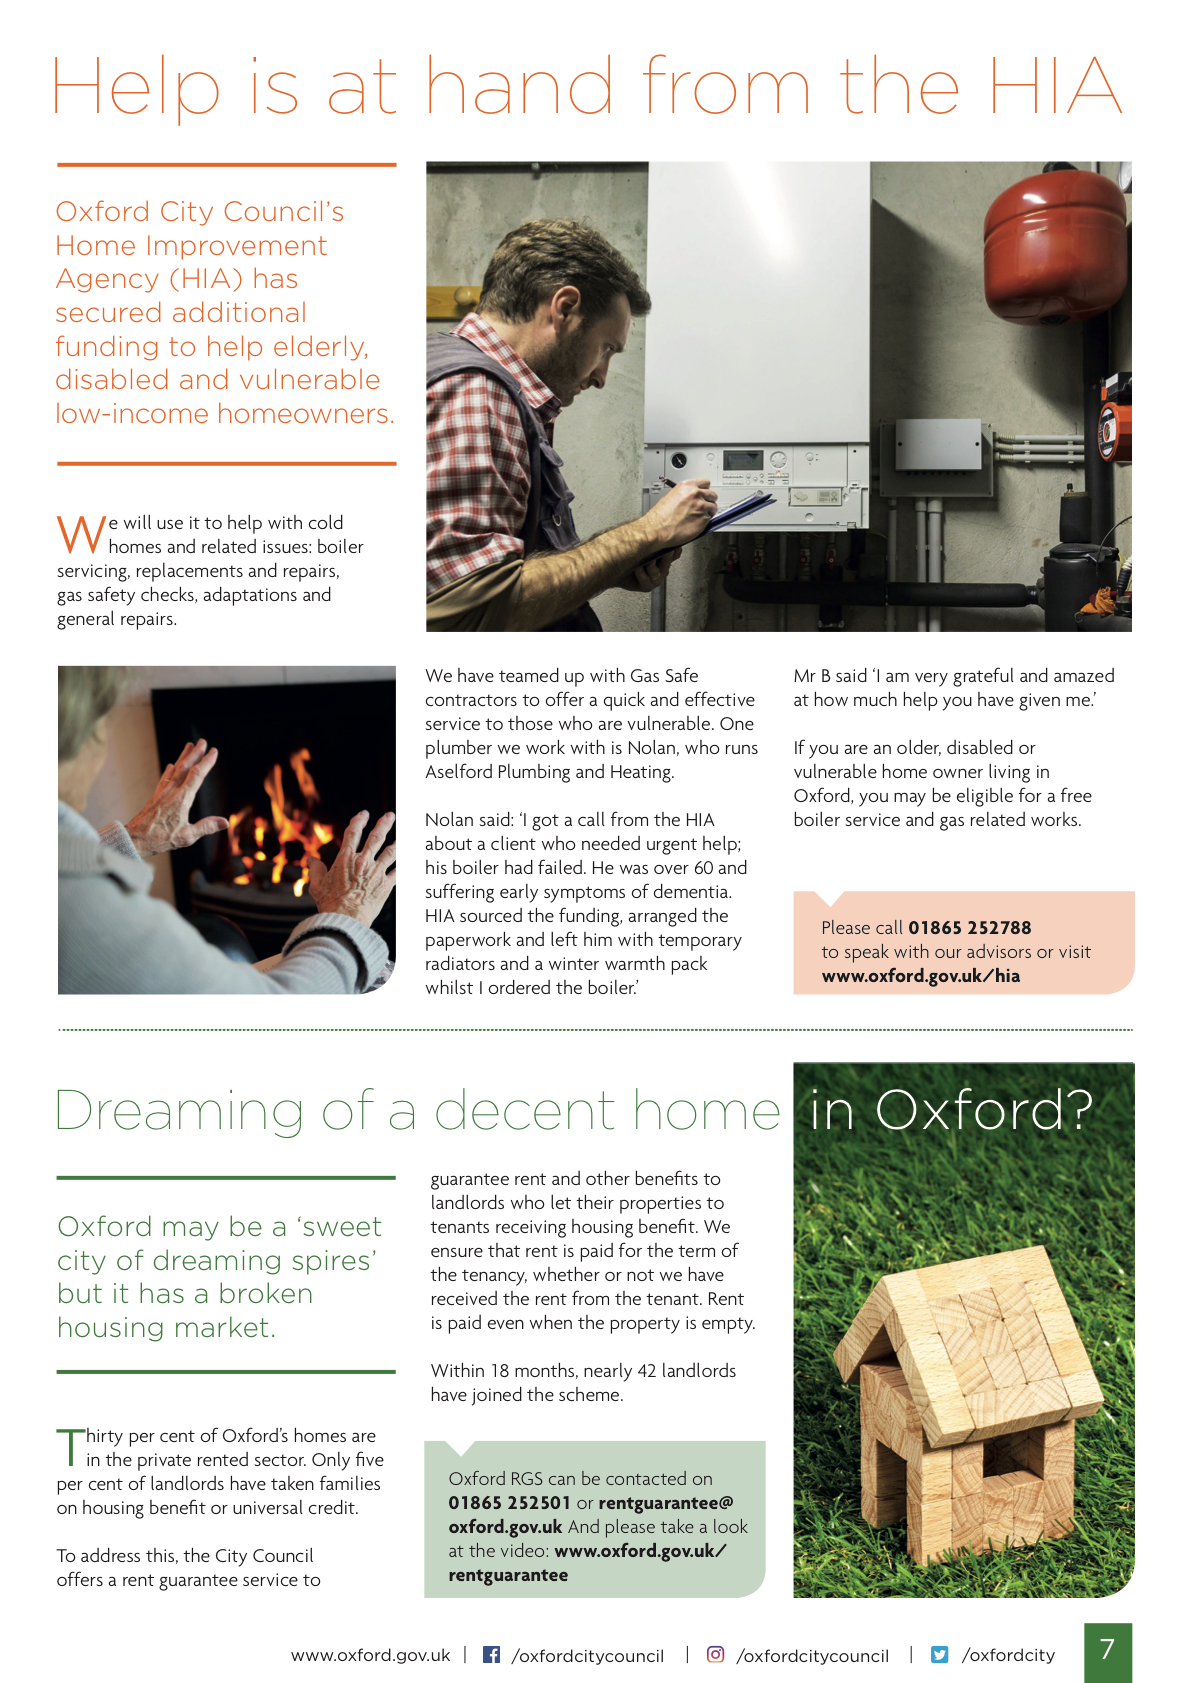 Help is at hand from the HIA
Oxford City Council’s
Home Improvement
Agency (HIA) has
secured additional
funding to help elderly,
disabled and vulnerable
low-income homeowners.
We will use it to help with cold
homes and related issues: boiler
servicing, replacements and repairs,
gas safety checks, adaptations and
general repairs.
We have teamed up with Gas Safe
contractors to offer a quick and effective
service to those who are vulnerable. One
plumber we work with is Nolan, who runs
Aselford Plumbing and Heating.
Nolan said: ‘I got a call from the HIA
about a client who needed urgent help;
his boiler had failed. He was over 60 and
suffering early symptoms of dementia.
HIA sourced the funding, arranged the
paperwork and left him with temporary
radiators and a winter warmth pack
whilst I ordered the boiler.’
Mr B said ‘I am very grateful and amazed
at how much help you have given me.’
If you are an older, disabled or
vulnerable home owner living in
Oxford, you may be eligible for a free
boiler service and gas related works.
Please call 01865 252788
to speak with our advisors or visit
www.oxford.gov.uk/hia
Dreaming of a decent home in Oxford?
Oxford may be a ‘sweet
city of dreaming spires’
but it has a broken
housing market.
Thirty per cent of Oxford’s homes are
in the private rented sector. Only five
per cent of landlords have taken families
on housing benefit or universal credit.
To address this, the City Council
offers a rent guarantee service to
guarantee rent and other benefits to
landlords who let their properties to
tenants receiving housing benefit. We
ensure that rent is paid for the term of
the tenancy, whether or not we have
received the rent from the tenant. Rent
is paid even when the property is empty.
Within 18 months, nearly 42 landlords
have joined the scheme.
Oxford RGS can be contacted on
01865 252501 or rentguarantee@
oxford.gov.uk And please take a look
at the video: www.oxford.gov.uk/
rentguarantee
www.oxford.gov.uk | /oxfordcitycouncil | /oxfordcitycouncil | /oxfordcity 7